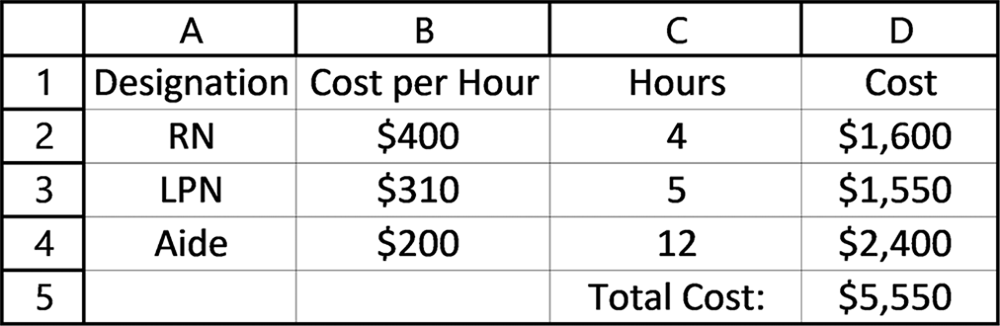 A B C D
1 Designation Cost per Hour Hours Cost
2 RN $400 4 $1,600
3 LPN $310 5 $1,550
4 Aide $200 12 $2,400
5 Total Cost: $5,550